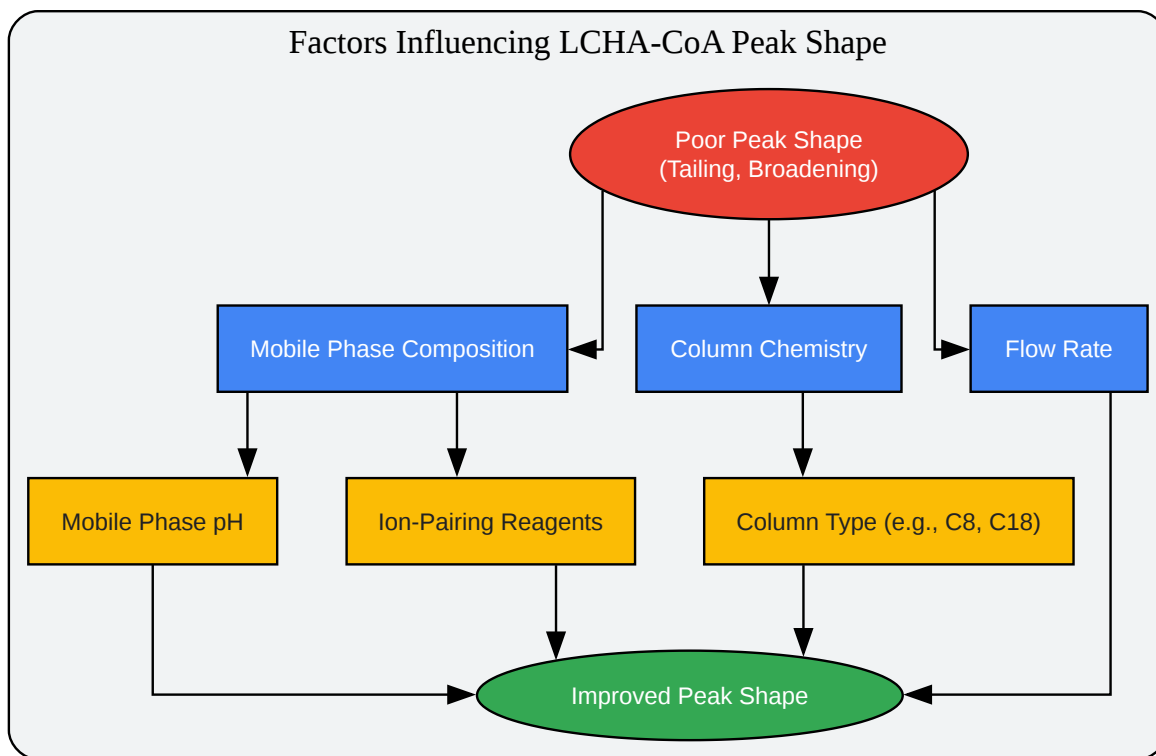 Factors Influencing LCHA-CoA Peak Shape
Poor Peak Shape
(Tailing, Broadening)
Mobile Phase Composition
Column Chemistry
Flow Rate
Mobile Phase pH
Ion-Pairing Reagents
Column Type (e.g., C8, C18)
Improved Peak Shape